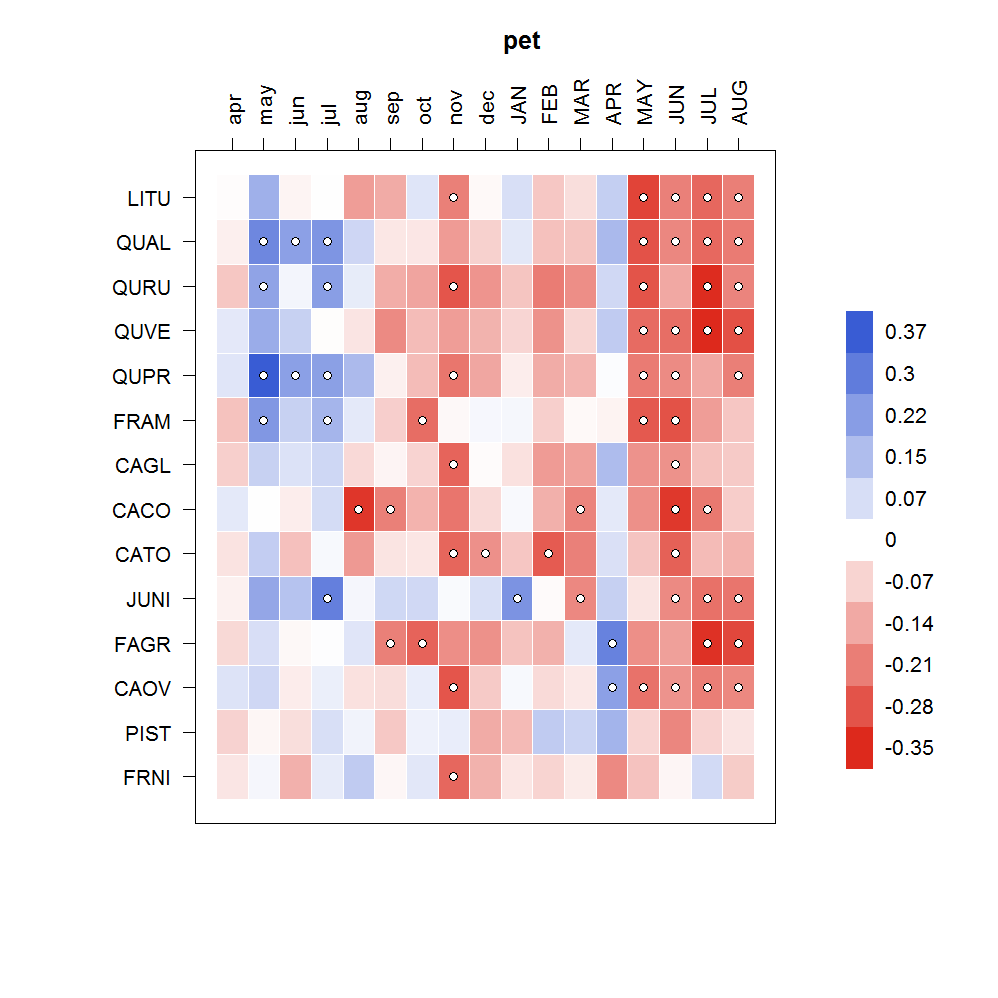 pet
apr may jun jul aug sep oct nov dec JAN FEB MAR APR MAY JUN JUL AUG
LITU
QUAL
QURU
QUVE
QUPR
FRAM
CAGL
CACO
CATO
JUNI
FAGR
CAOV
PIST
FRNI
0.37
0.3
0.22
0.15
0.07
0
-0.07
-0.14
-0.21
-0.28
-0.35